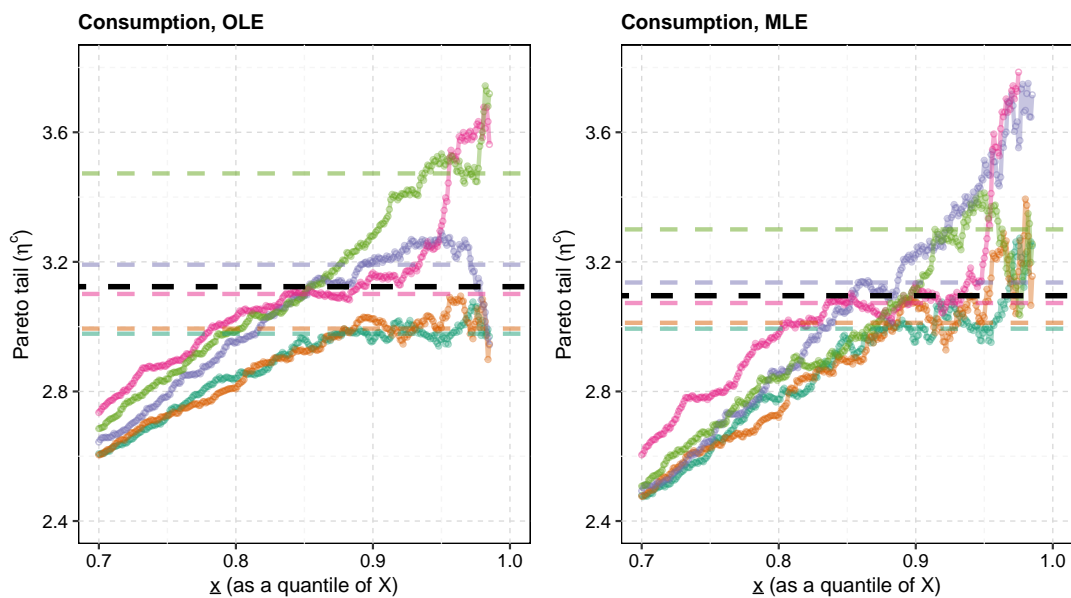 Consumption, OLE
Pareto tail (ηᶜ)
3.6
3.2
2.8
2.4
0.7 0.8 0.9 1.0
x (as a quantile of X)
Consumption, MLE
Pareto tail (ηᶜ)
3.6
3.2
2.8
2.4
0.7 0.8 0.9 1.0
x (as a quantile of X)